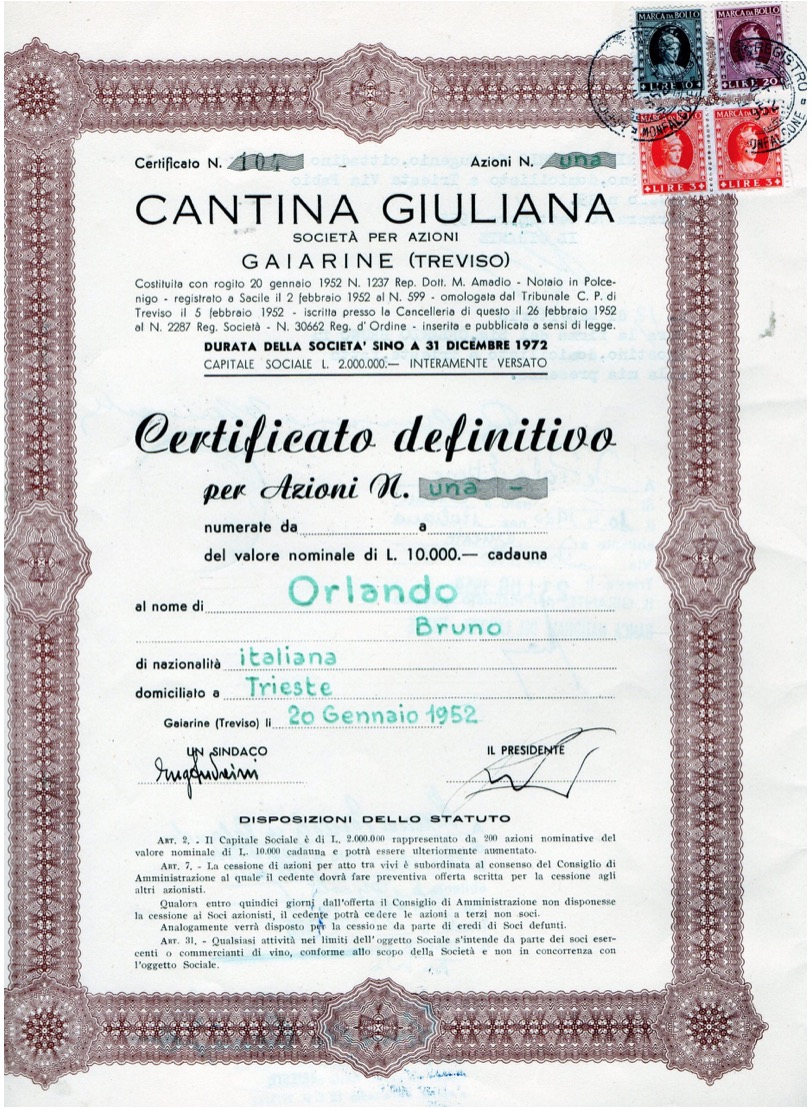 MARCA DA BOLLO
LIRE 10
MARCA DA BOLLO
LIRE 20
MARCA DA BOLLO
LIRE 3
MARCA DA BOLLO
LIRE 3
REGISTRO
MONFALCONE
Certificato N. 104 Azioni N. una
CANTINA GIULIANA
SOCIETÀ PER AZIONI
GAIARINE (TREVISO)
Costituita con rogito 20 gennaio 1952 N. 1237 Rep. Dott. M. Amadio - Notaio in Polce-
nigo - registrato a Sacile il 2 febbraio 1952 al N. 599 - omologata dal Tribunale C. P. di
Treviso il 5 febbraio 1952 - iscritta presso la Cancelleria di questo il 26 febbraio 1952
al N. 2287 Reg. Società - N. 30662 Reg. d'Ordine - inserita e pubblicata a sensi di legge.
DURATA DELLA SOCIETA' SINO A 31 DICEMBRE 1972
CAPITALE SOCIALE L. 2.000.000.— INTERAMENTE VERSATO
Certificato definitivo
per Azioni N. una -
numerate da a
del valore nominale di L. 10.000.— cadauna
al nome di Orlando
Bruno
di nazionalità italiana
domiciliato a Trieste
Gaiarine (Treviso) li 20 Gennaio 1952
UN SINDACO IL PRESIDENTE
DISPOSIZIONI DELLO STATUTO
ART. 2. - Il Capitale Sociale è di L. 2.000.000 rappresentato da 200 azioni nominative del
valore nominale di L. 10.000 cadauna e potrà essere ulteriormente aumentato.
ART. 7. - La cessione di azioni per atto tra vivi è subordinata al consenso del Consiglio di
Amministrazione al quale il cedente dovrà fare preventiva offerta scritta per la cessione agli
altri azionisti.
Qualora entro quindici giorni dall'offerta il Consiglio di Amministrazione non disponesse
la cessione ai Soci azionisti, il cedente potrà cedere le azioni a terzi non soci.
Analogamente verrà disposto per la cessione da parte di eredi di Soci defunti.
ART. 31. - Qualsiasi attività nei limiti dell'oggetto Sociale s'intende da parte dei soci eser-
centi o commercianti di vino, conforme allo scopo della Società e non in concorrenza con
l'oggetto Sociale.